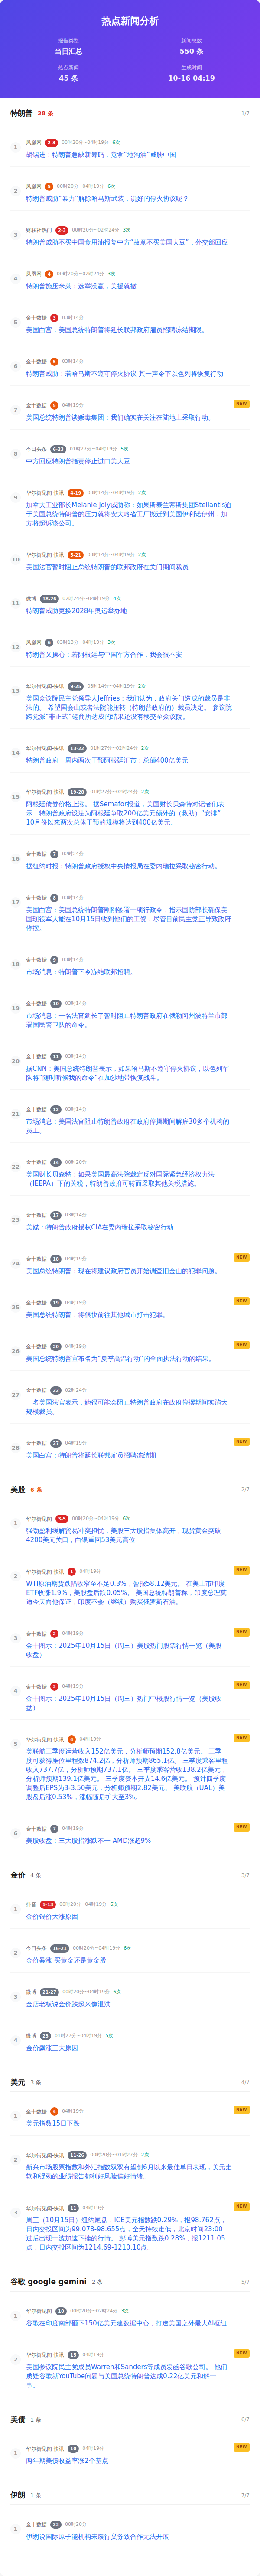 热点新闻分析
报告类型
当日汇总
新闻总数
550 条
热点新闻
45 条
生成时间
10-16 04:19
特朗普 28 条 1/7
1
凤凰网 2-3 00时20分~04时19分 6次
胡锡进：特朗普急缺新筹码，竟拿“地沟油”威胁中国
2
凤凰网 5 00时20分~04时19分 6次
特朗普威胁“暴力”解除哈马斯武装，说好的停火协议呢？
3
财联社热门 2-3 00时20分~02时24分 3次
特朗普威胁不买中国食用油报复中方“故意不买美国大豆”，外交部回应
4
凤凰网 4 00时20分~02时24分 3次
特朗普施压米莱：选举没赢，美援就撤
5
金十数据 3 03时14分
美国白宫：美国总统特朗普将延长联邦政府雇员招聘冻结期限。
6
金十数据 5 03时14分
特朗普威胁：若哈马斯不遵守停火协议 其一声令下以色列将恢复行动
7
金十数据 5 04时19分 NEW
美国总统特朗普谈贩毒集团：我们确实在关注在陆地上采取行动。
8
今日头条 6-23 01时27分~04时19分 5次
中方回应特朗普指责停止进口美大豆
9
华尔街见闻-快讯 4-19 03时14分~04时19分 2次
加拿大工业部长Melanie Joly威胁称：如果斯泰兰蒂斯集团Stellantis迫
于美国总统特朗普的压力就将安大略省工厂搬迁到美国伊利诺伊州，加
方将起诉该公司。
10
华尔街见闻-快讯 5-21 03时14分~04时19分 2次
美国法官暂时阻止总统特朗普的联邦政府在关门期间裁员
11
微博 18-26 02时24分~04时19分 4次
特朗普威胁更换2028年奥运举办地
12
凤凰网 6 03时13分~04时19分 3次
特朗普又操心：若阿根廷与中国军方合作，我会很不安
13
华尔街见闻-快讯 9-25 03时14分~04时19分 2次
美国众议院民主党领导人Jeffries：我们认为，政府关门造成的裁员是非
法的。 希望国会山或者法院能扭转（特朗普政府的）裁员决定。 参议院
跨党派“非正式”磋商所达成的结果还没有移交至众议院。
14
华尔街见闻-快讯 13-22 01时27分~02时24分 2次
特朗普政府一周内两次干预阿根廷汇市：总额400亿美元
15
华尔街见闻-快讯 19-28 01时27分~02时24分 2次
阿根廷债券价格上涨。 据Semafor报道，美国财长贝森特对记者们表
示，特朗普政府设法为阿根廷争取200亿美元额外的（救助）“安排”，
10月份以来两次总体干预的规模将达到400亿美元。
16
金十数据 7 02时24分
据纽约时报：特朗普政府授权中央情报局在委内瑞拉采取秘密行动。
17
金十数据 8 03时14分
美国白宫：美国总统特朗普刚刚签署一项行政令，指示国防部长确保美
国现役军人能在10月15日收到他们的工资，尽管目前民主党正导致政府
停摆。
18
金十数据 9 03时14分
市场消息：特朗普下令冻结联邦招聘。
19
金十数据 10 03时14分
市场消息：一名法官延长了暂时阻止特朗普政府在俄勒冈州波特兰市部
署国民警卫队的命令。
20
金十数据 11 03时14分
据CNN：美国总统特朗普表示，如果哈马斯不遵守停火协议，以色列军
队将“随时听候我的命令”在加沙地带恢复战斗。
21
金十数据 12 03时14分
市场消息：美国法官阻止特朗普政府在政府停摆期间解雇30多个机构的
员工。
22
金十数据 14 00时20分
美国财长贝森特：如果美国最高法院裁定反对国际紧急经济权力法
（IEEPA）下的关税，特朗普政府可转而采取其他关税措施。
23
金十数据 17 03时14分
美媒：特朗普政府授权CIA在委内瑞拉采取秘密行动
24
金十数据 18 04时19分 NEW
美国总统特朗普：现在将建议政府官员开始调查旧金山的犯罪问题。
25
金十数据 19 04时19分 NEW
美国总统特朗普：将很快前往其他城市打击犯罪。
26
金十数据 20 04时19分 NEW
美国总统特朗普宣布名为“夏季高温行动”的全面执法行动的结果。
27
金十数据 22 02时24分
一名美国法官表示，她很可能会阻止特朗普政府在政府停摆期间实施大
规模裁员。
28
金十数据 27 04时19分 NEW
美国总统特朗普：特朗普将延长联邦雇员招聘冻结期
美股 6 条 2/7
1
华尔街见闻 3-5 00时20分~04时19分 6次
强劲盈利缓解贸易冲突担忧，美股三大股指集体高开，现货黄金突破
4200美元关口，白银重回53美元高位
2
华尔街见闻-快讯 1 04时19分 NEW
WTI原油期货跌幅收窄至不足0.3%，暂报58.12美元。 在美上市印度
ETF收涨1.9%，美股盘后跌0.05%。 美国总统特朗普称，印度总理莫
迪今天向他保证，印度不会（继续）购买俄罗斯石油。
3
金十数据 2 04时19分 NEW
金十图示：2025年10月15日（周三）美股热门股票行情一览（美股
收盘）
4
金十数据 3 04时19分 NEW
金十图示：2025年10月15日（周三）热门中概股行情一览（美股收
盘）
5
华尔街见闻-快讯 4 04时19分 NEW
美联航三季度运营收入152亿美元，分析师预期152.8亿美元。 三季
度可获得座位里程数874.2亿，分析师预期865.1亿。 三季度乘客里程
收入737.7亿，分析师预期737.1亿。 三季度乘客营收138.2亿美元，
分析师预期139.1亿美元。 三季度资本开支14.6亿美元。 预计四季度
调整后EPS为3-3.50美元，分析师预期2.82美元。 美联航（UAL）美
股盘后涨0.53%，涨幅随后扩大至3%。
6
金十数据 7 04时19分 NEW
美股收盘：三大股指涨跌不一 AMD涨超9%
金价 4 条 3/7
1
抖音 1-13 00时20分~04时19分 6次
金价银价大涨原因
2
今日头条 16-21 00时20分~04时19分 6次
金价暴涨 买黄金还是黄金股
3
微博 21-27 00时20分~04时19分 6次
金店老板说金价跌起来像泄洪
4
微博 23 01时27分~04时19分 5次
金价飙涨三大原因
美元 3 条 4/7
1
金十数据 4 04时19分 NEW
美元指数15日下跌
2
华尔街见闻-快讯 11-26 00时20分~01时27分 2次
新兴市场股票指数和外汇指数双双有望创6月以来最佳单日表现，美元走
软和强劲的业绩报告都利好风险偏好情绪。
3
华尔街见闻-快讯 11 04时19分 NEW
周三（10月15日）纽约尾盘，ICE美元指数跌0.29%，报98.762点，
日内交投区间为99.078-98.655点，全天持续走低，北京时间23:00
过后出现一波加速下挫的行情。 彭博美元指数跌0.28%，报1211.05
点，日内交投区间为1214.69-1210.10点。
谷歌 google gemini 2 条 5/7
1
华尔街见闻 10 00时20分~02时24分 3次
谷歌在印度南部砸下150亿美元建数据中心，打造美国之外最大AI枢纽
2
华尔街见闻-快讯 15 04时19分 NEW
美国参议院民主党成员Warren和Sanders等成员发函谷歌公司。 他们
质疑谷歌就YouTube问题与美国总统特朗普达成0.22亿美元和解一
事。
美债 1 条 6/7
1
华尔街见闻-快讯 10 04时19分 NEW
两年期美债收益率涨2个基点
伊朗 1 条 7/7
1
金十数据 23 00时20分
伊朗说国际原子能机构未履行义务致合作无法开展